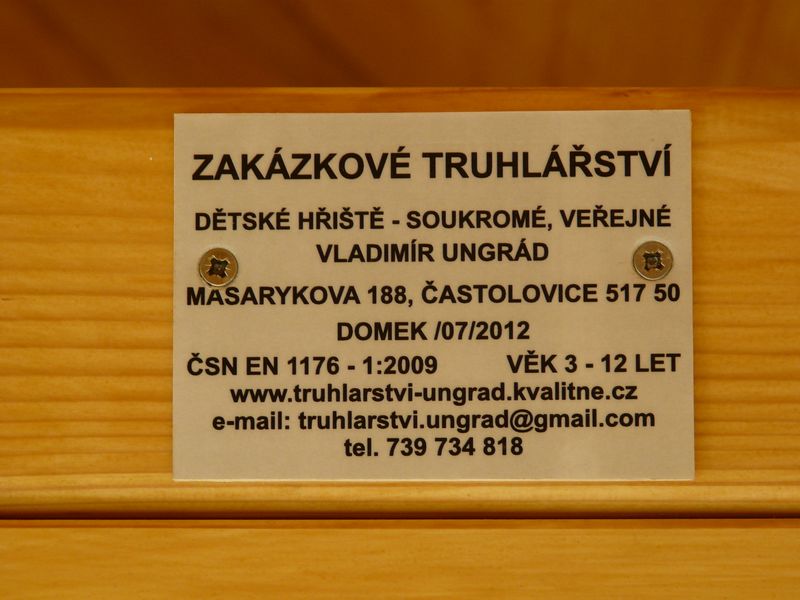 ZAKÁZKOVÉ TRUHLÁŘSTVÍ
DĚTSKÉ HŘIŠTĚ - SOUKROMÉ, VEŘEJNÉ
VLADIMÍR UNGRÁD
MASARYKOVA 188, ČASTOLOVICE 517 50
DOMEK /07/2012
ČSN EN 1176 - 1:2009 VĚK 3 - 12 LET
www.truhlarstvi-ungrad.kvalitne.cz
e-mail: truhlarstvi.ungrad@gmail.com
tel. 739 734 818